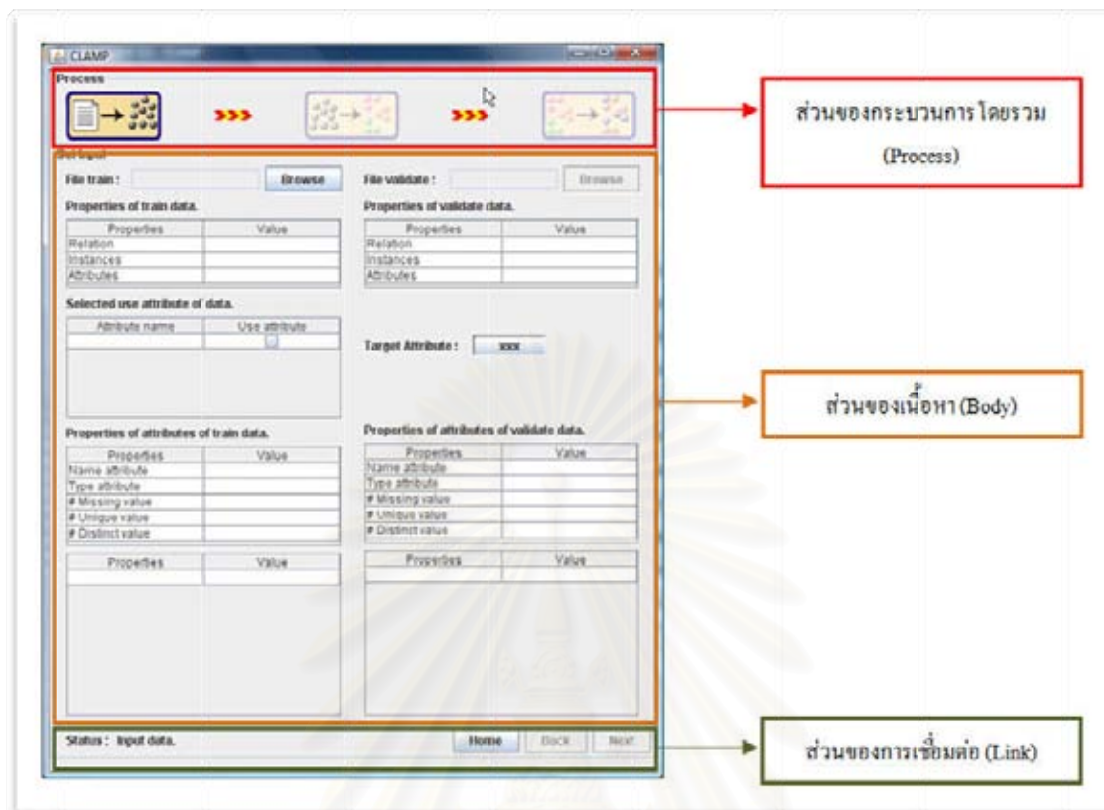 CLAMP
Process
ส่วนของกระบวนการโดยรวม
(Process)
Set Input
File train :
Browse
File validate :
Browse
Properties of train data.
Properties of validate data.
Properties Value
Properties Value
Relation
Relation
Instances
Instances
Attributes
Attributes
Selected use attribute of data.
Attribute name Use attribute
Target Attribute :
xxx
ส่วนของเนื้อหา (Body)
Properties of attributes of train data.
Properties of attributes of validate data.
Properties Value
Properties Value
Name attribute
Name attribute
Type attribute
Type attribute
# Missing value
# Missing value
# Unique value
# Unique value
# Distinct value
# Distinct value
Properties Value
Properties Value
Status : Input data.
Home
Back
Next
ส่วนของการเชื่อมต่อ (Link)